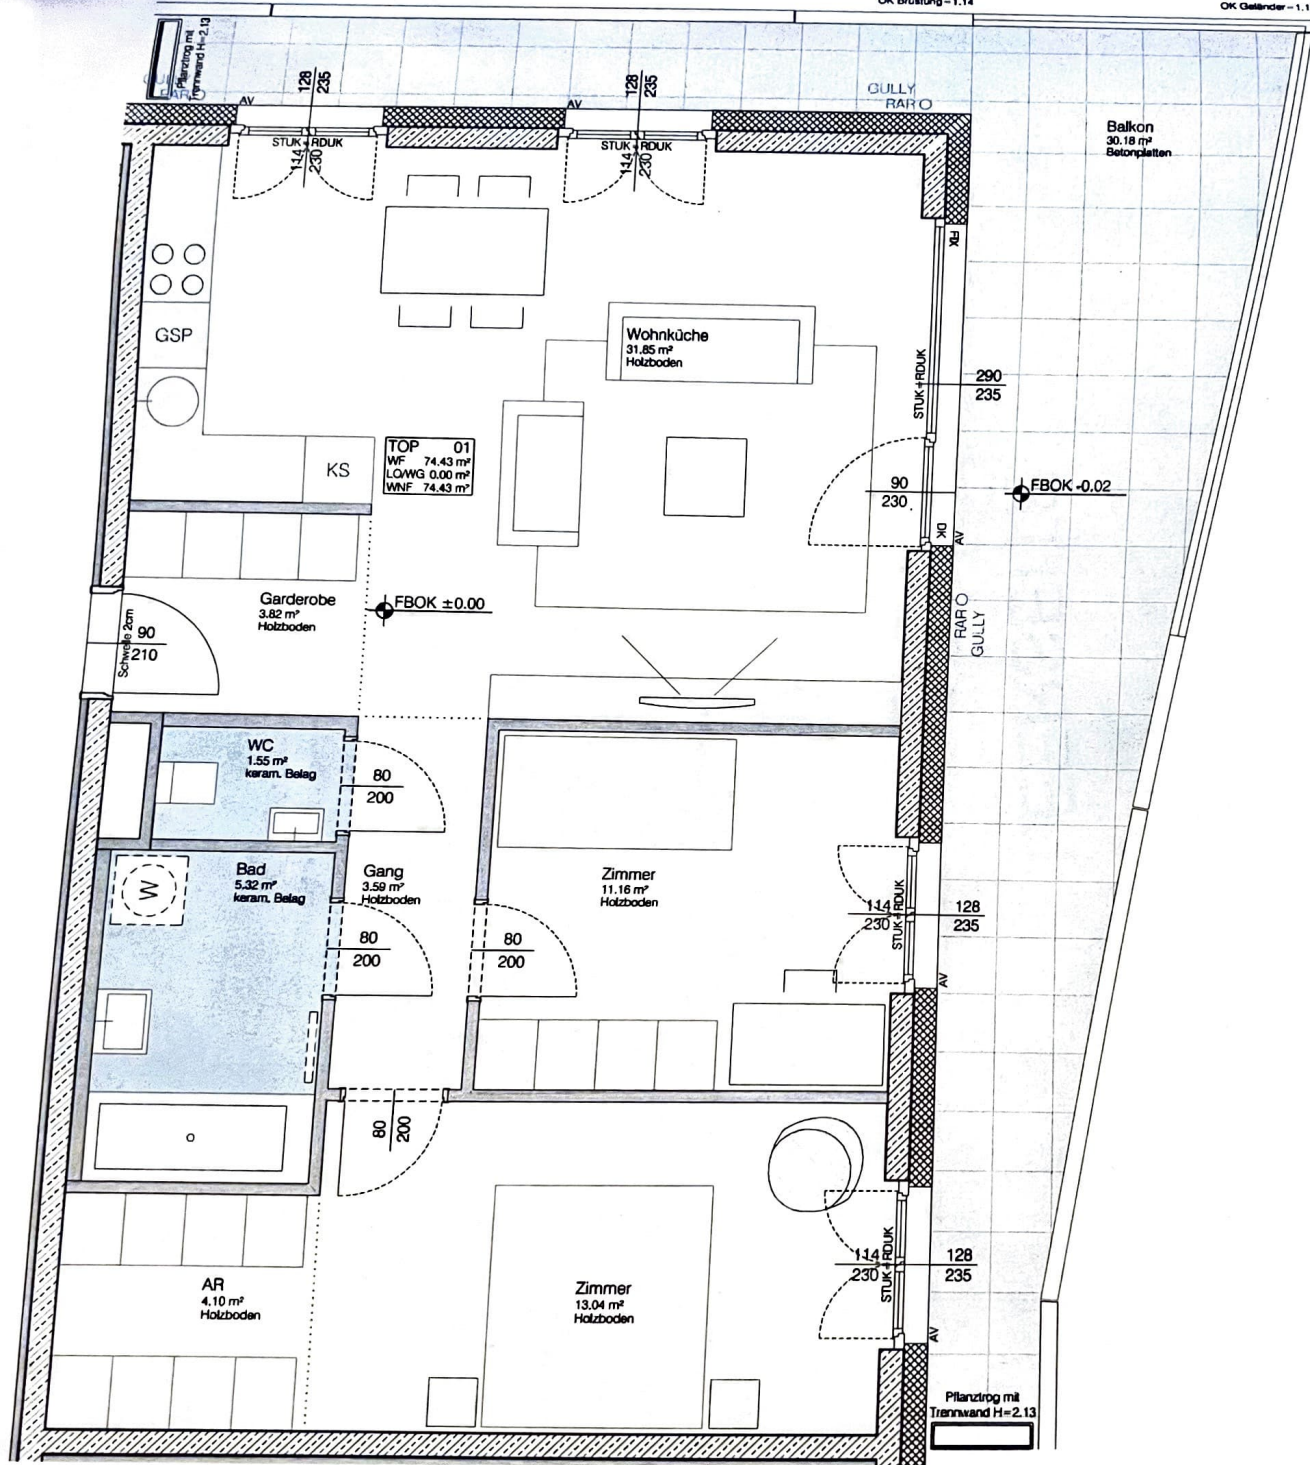 OK Brüstung -1.14
OK Geländer -1.1
Pflanztrog mit
Trennwand H=2.13
GULLY
RAR
128
235
AV
STUK=RDUK
114
230
128
235
AV
STUK=RDUK
114
230
GULLY
RAR
Balkon
30.18 m²
Betonplatten
FIX
GSP
Wohnküche
31.85 m²
Holzboden
STUK=RDUK
290
235
TOP 01
WF 74.43 m²
LO/WG 0.00 m²
WNF 74.43 m²
KS
90
230
FBOK -0.02
DK
AV
Garderobe
3.82 m²
Holzboden
FBOK ±0.00
RAR
GULLY
Schwelle 2cm
90
210
WC
1.55 m²
keram. Belag
80
200
Bad
5.32 m²
keram. Belag
W
Gang
3.59 m²
Holzboden
Zimmer
11.16 m²
Holzboden
114
230
STUK=RDUK
128
235
80
200
80
200
AV
80
200
AR
4.10 m²
Holzboden
Zimmer
13.04 m²
Holzboden
114
230
STUK=RDUK
128
235
AV
Pflanztrog mit
Trennwand H=2.13